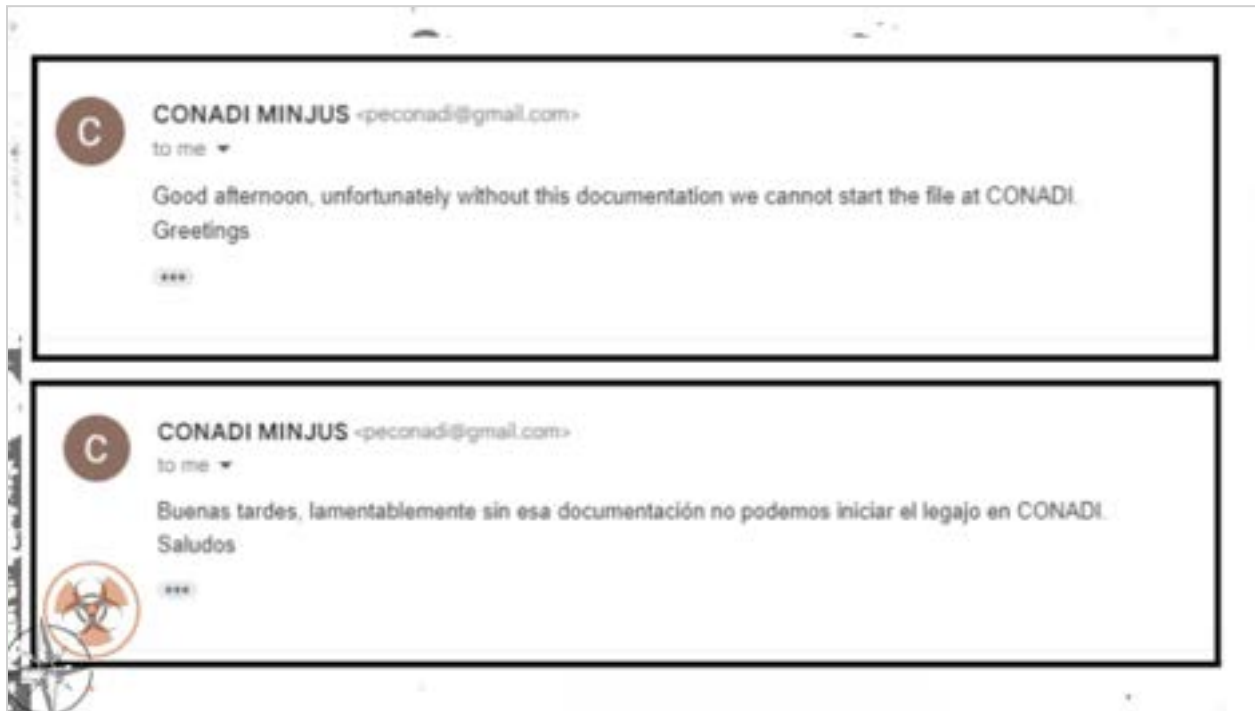 C
CONADI MINJUS <peconadi@gmail.com>
to me
Good afternoon, unfortunately without this documentation we cannot start the file at CONADI.
Greetings
C
CONADI MINJUS <peconadi@gmail.com>
to me
Buenas tardes, lamentablemente sin esa documentación no podemos iniciar el legajo en CONADI.
Saludos